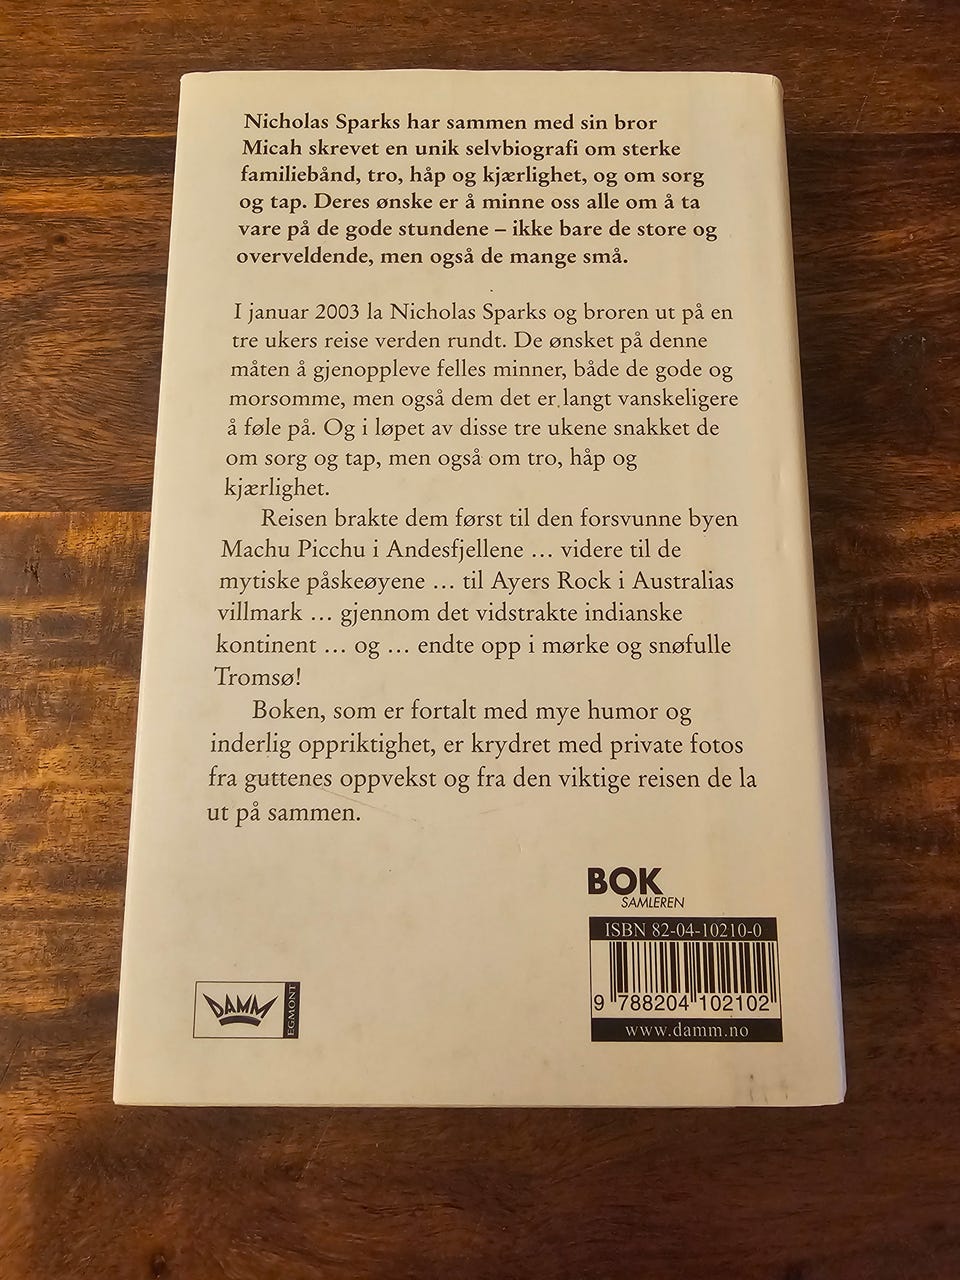 Nicholas Sparks har sammen med sin bror
Micah skrevet en unik selvbiografi om sterke
familiebånd, tro, håp og kjærlighet, og om sorg
og tap. Deres ønske er å minne oss alle om å ta
vare på de gode stundene – ikke bare de store og
overveldende, men også de mange små.
I januar 2003 la Nicholas Sparks og broren ut på en
tre ukers reise verden rundt. De ønsket på denne
måten å gjenoppleve felles minner, både de gode og
morsomme, men også dem det er langt vanskeligere
å føle på. Og i løpet av disse tre ukene snakket de
om sorg og tap, men også om tro, håp og
kjærlighet.
Reisen brakte dem først til den forsvunne byen
Machu Picchu i Andesfjellene … videre til de
mytiske påskeøyene … til Ayers Rock i Australias
villmark … gjennom det vidstrakte indianske
kontinent … og … endte opp i mørke og snøfulle
Tromsø!
Boken, som er fortalt med mye humor og
inderlig oppriktighet, er krydret med private fotos
fra guttenes oppvekst og fra den viktige reisen de la
ut på sammen.
BOK
SAMLEREN
ISBN 82-04-10210-0
9 788204 102102
www.damm.no
DAMM
EGMONT